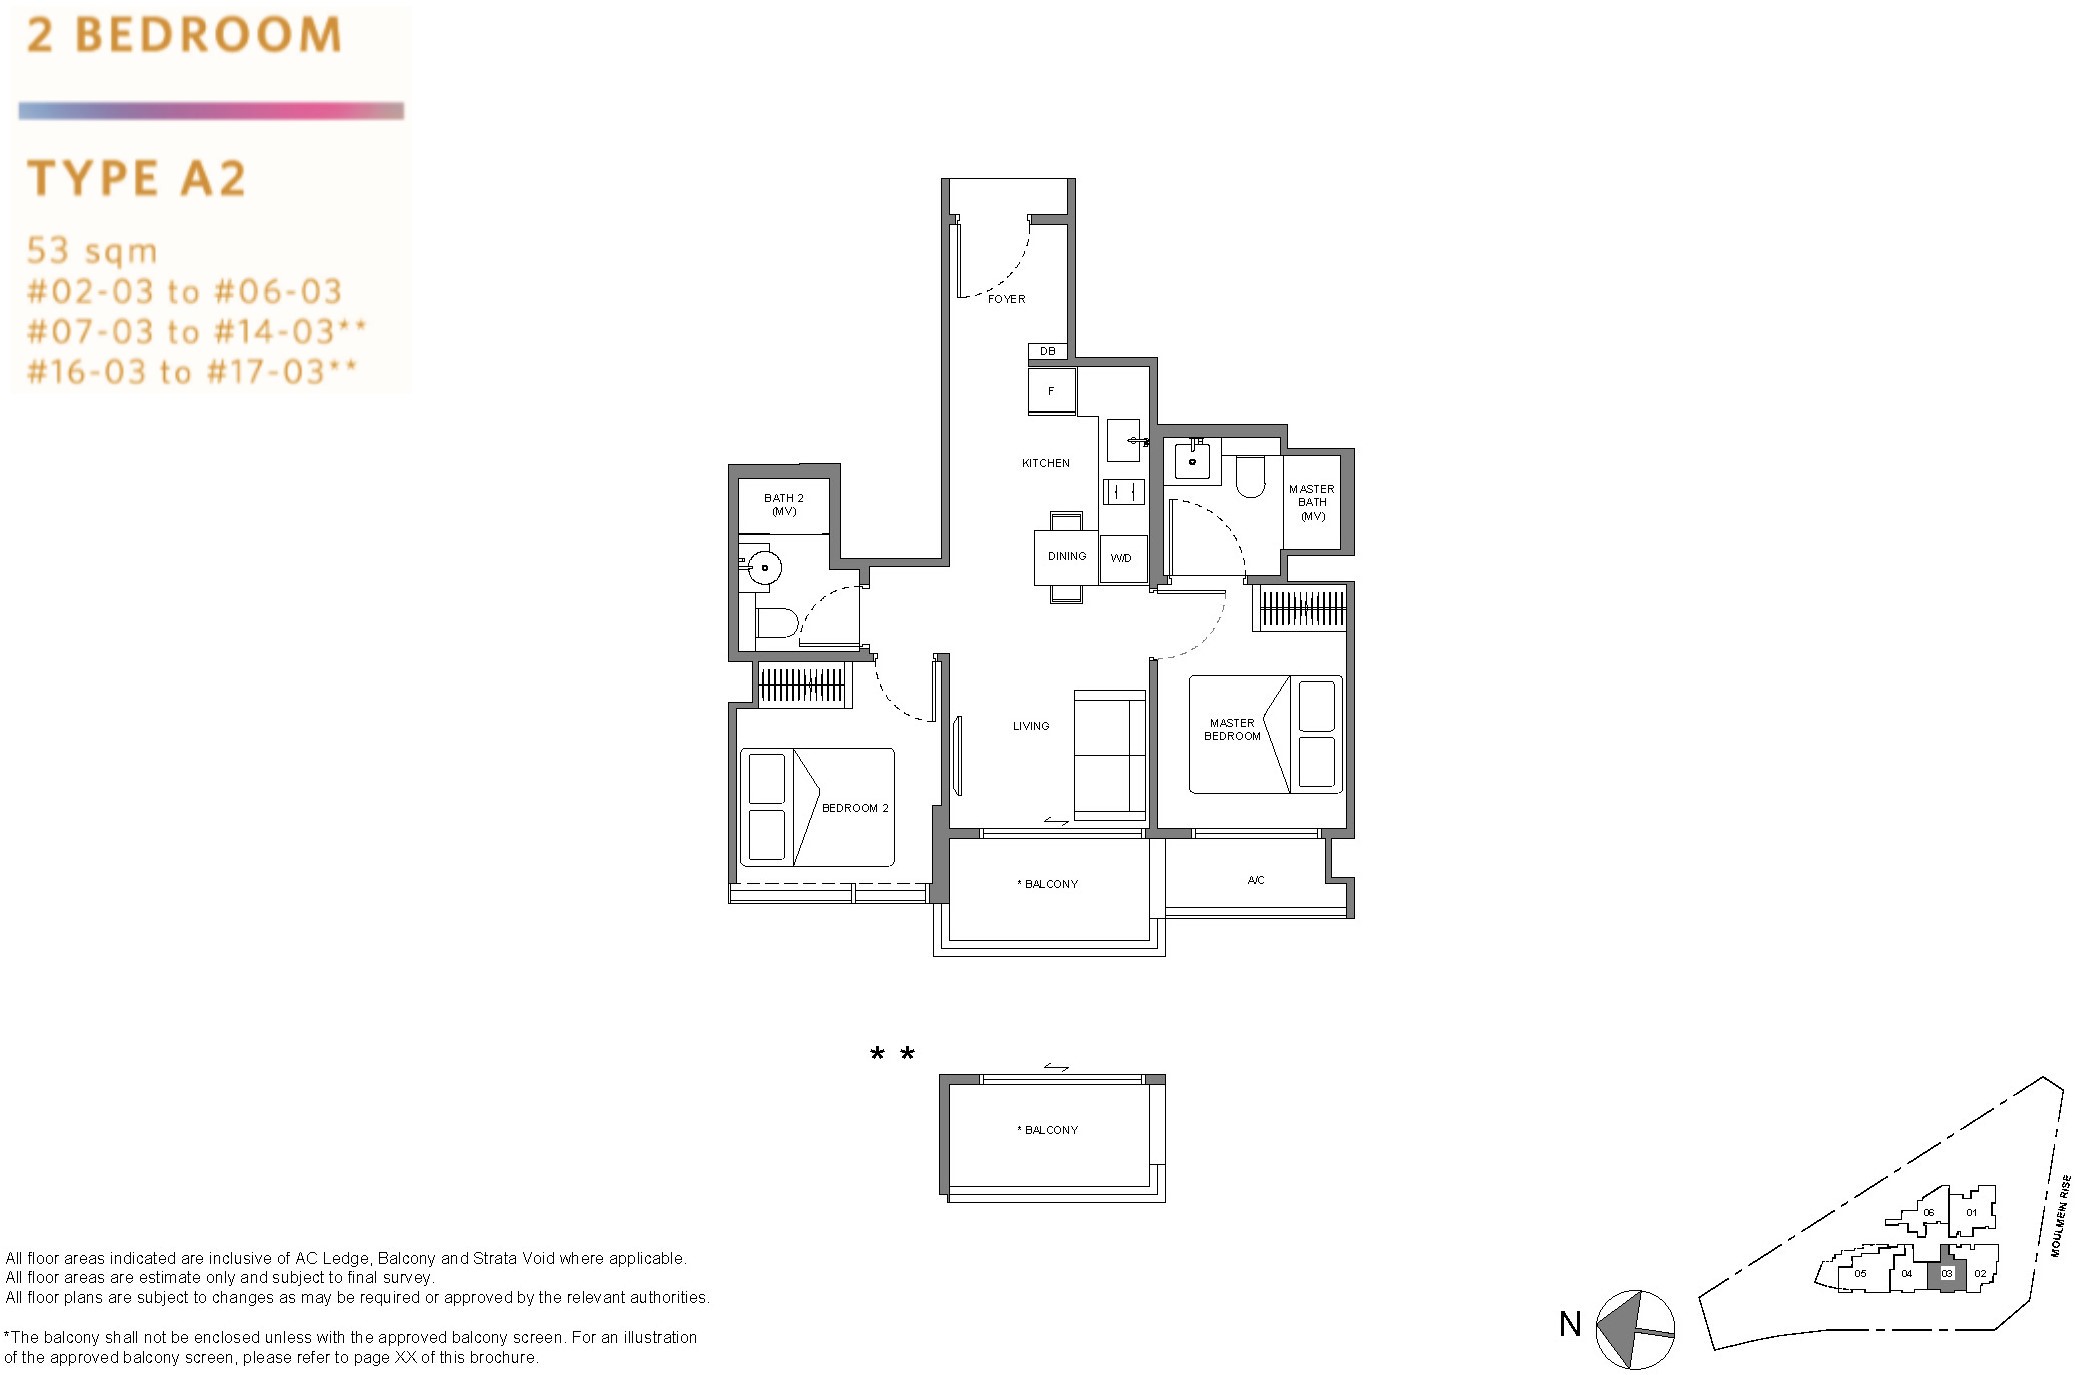 2 BEDROOM
TYPE A2
53 sqm
#02-03 to #06-03
#07-03 to #14-03**
#16-03 to #17-03**
FOYER
DB
F
KITCHEN
BATH 2
(MV)
MASTER
BATH
(MV)
DINING
W/D
LIVING
MASTER
BEDROOM
BEDROOM 2
* BALCONY
A/C
* *
* BALCONY
MOULMEIN RISE
06
01
05
04
03
02
N
All floor areas indicated are inclusive of AC Ledge, Balcony and Strata Void where applicable.
All floor areas are estimate only and subject to final survey.
All floor plans are subject to changes as may be required or approved by the relevant authorities.
*The balcony shall not be enclosed unless with the approved balcony screen. For an illustration
of the approved balcony screen, please refer to page XX of this brochure.